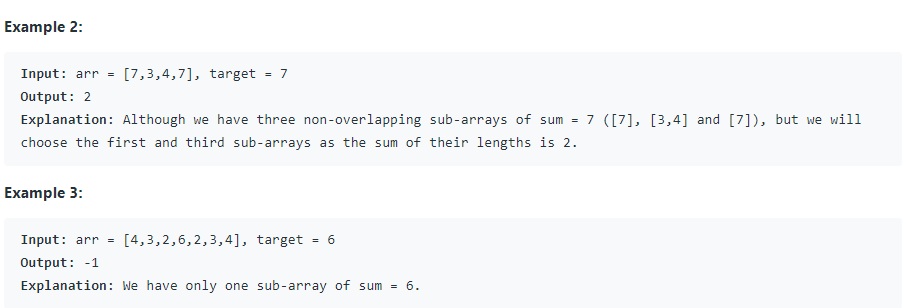 Example 2:
Input: arr = [7,3,4,7], target = 7
Output: 2
Explanation: Although we have three non-overlapping sub-arrays of sum = 7 ([7], [3,4] and [7]), but we will
choose the first and third sub-arrays as the sum of their lengths is 2.
Example 3:
Input: arr = [4,3,2,6,2,3,4], target = 6
Output: -1
Explanation: We have only one sub-array of sum = 6.